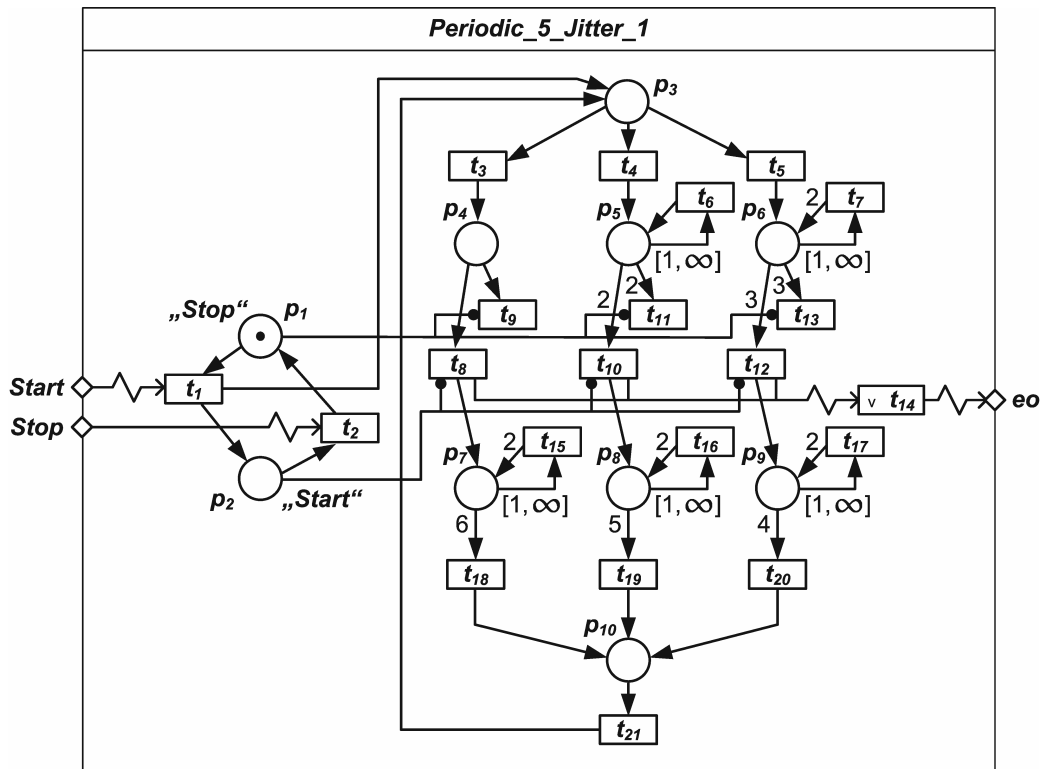 Periodic_5_Jitter_1
p3
t3 t4 t5
p4 p5 t6 p6 2 t7
[1,∞] [1,∞]
2 3
„Stop“ p1 t9 2 t11 3 t13
Start t1 t8 t10 t12 v t14 eo
Stop t2
p7 2 t15 p8 2 t16 p9 2 t17
p2 „Start“ [1,∞] [1,∞] [1,∞]
6 5 4
t18 t19 t20
p10
t21